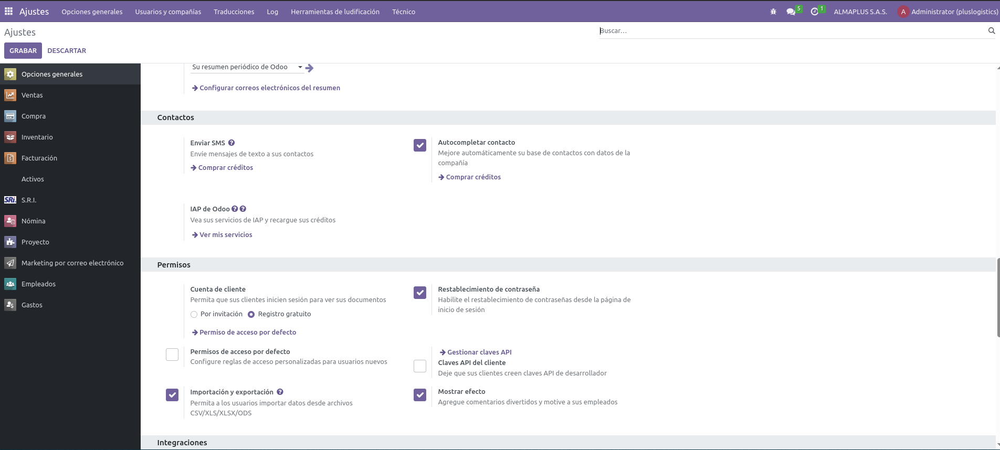 Ajustes
Opciones generales
Usuarios y compañías
Traducciones
Log
Herramientas de ludificación
Técnico
5
1
ALMAPLUS S.A.S.
A
Administrator (pluslogistics)
Ajustes
Buscar...
GRABAR
DESCARTAR
Opciones generales
Ventas
Compra
Inventario
Facturación
Activos
SRi.
S.R.I.
Nómina
Proyecto
Marketing por correo electrónico
Empleados
Gastos
Su resumen periódico de Odoo
Configurar correos electrónicos del resumen
Contactos
Enviar SMS ?
Envíe mensajes de texto a sus contactos
Comprar créditos
Autocompletar contacto
Mejore automáticamente su base de contactos con datos de la
compañía
Comprar créditos
IAP de Odoo ? ?
Vea sus servicios de IAP y recargue sus créditos
Ver mis servicios
Permisos
Cuenta de cliente
Permita que sus clientes inicien sesión para ver sus documentos
Por invitación
Registro gratuito
Permiso de acceso por defecto
Restablecimiento de contraseña
Habilite el restablecimiento de contraseñas desde la página de
inicio de sesión
Permisos de acceso por defecto
Configure reglas de acceso personalizadas para usuarios nuevos
Gestionar claves API
Claves API del cliente
Deje que sus clientes creen claves API de desarrollador
Importación y exportación ?
Permita a los usuarios importar datos desde archivos
CSV/XLS/XLSX/ODS
Mostrar efecto
Agregue comentarios divertidos y motive a sus empleados
Integraciones